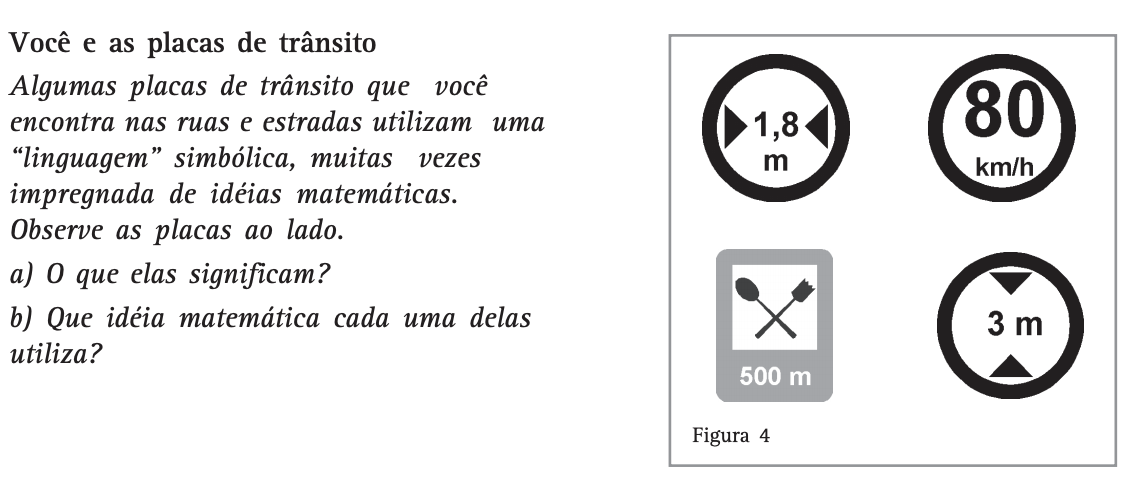 Você e as placas de trânsito
Algumas placas de trânsito que você
encontra nas ruas e estradas utilizam uma
“linguagem” simbólica, muitas vezes
impregnada de idéias matemáticas.
Observe as placas ao lado.
a) O que elas significam?
b) Que idéia matemática cada uma delas
utiliza?
1,8
m
80
km/h
500 m
3 m
Figura 4